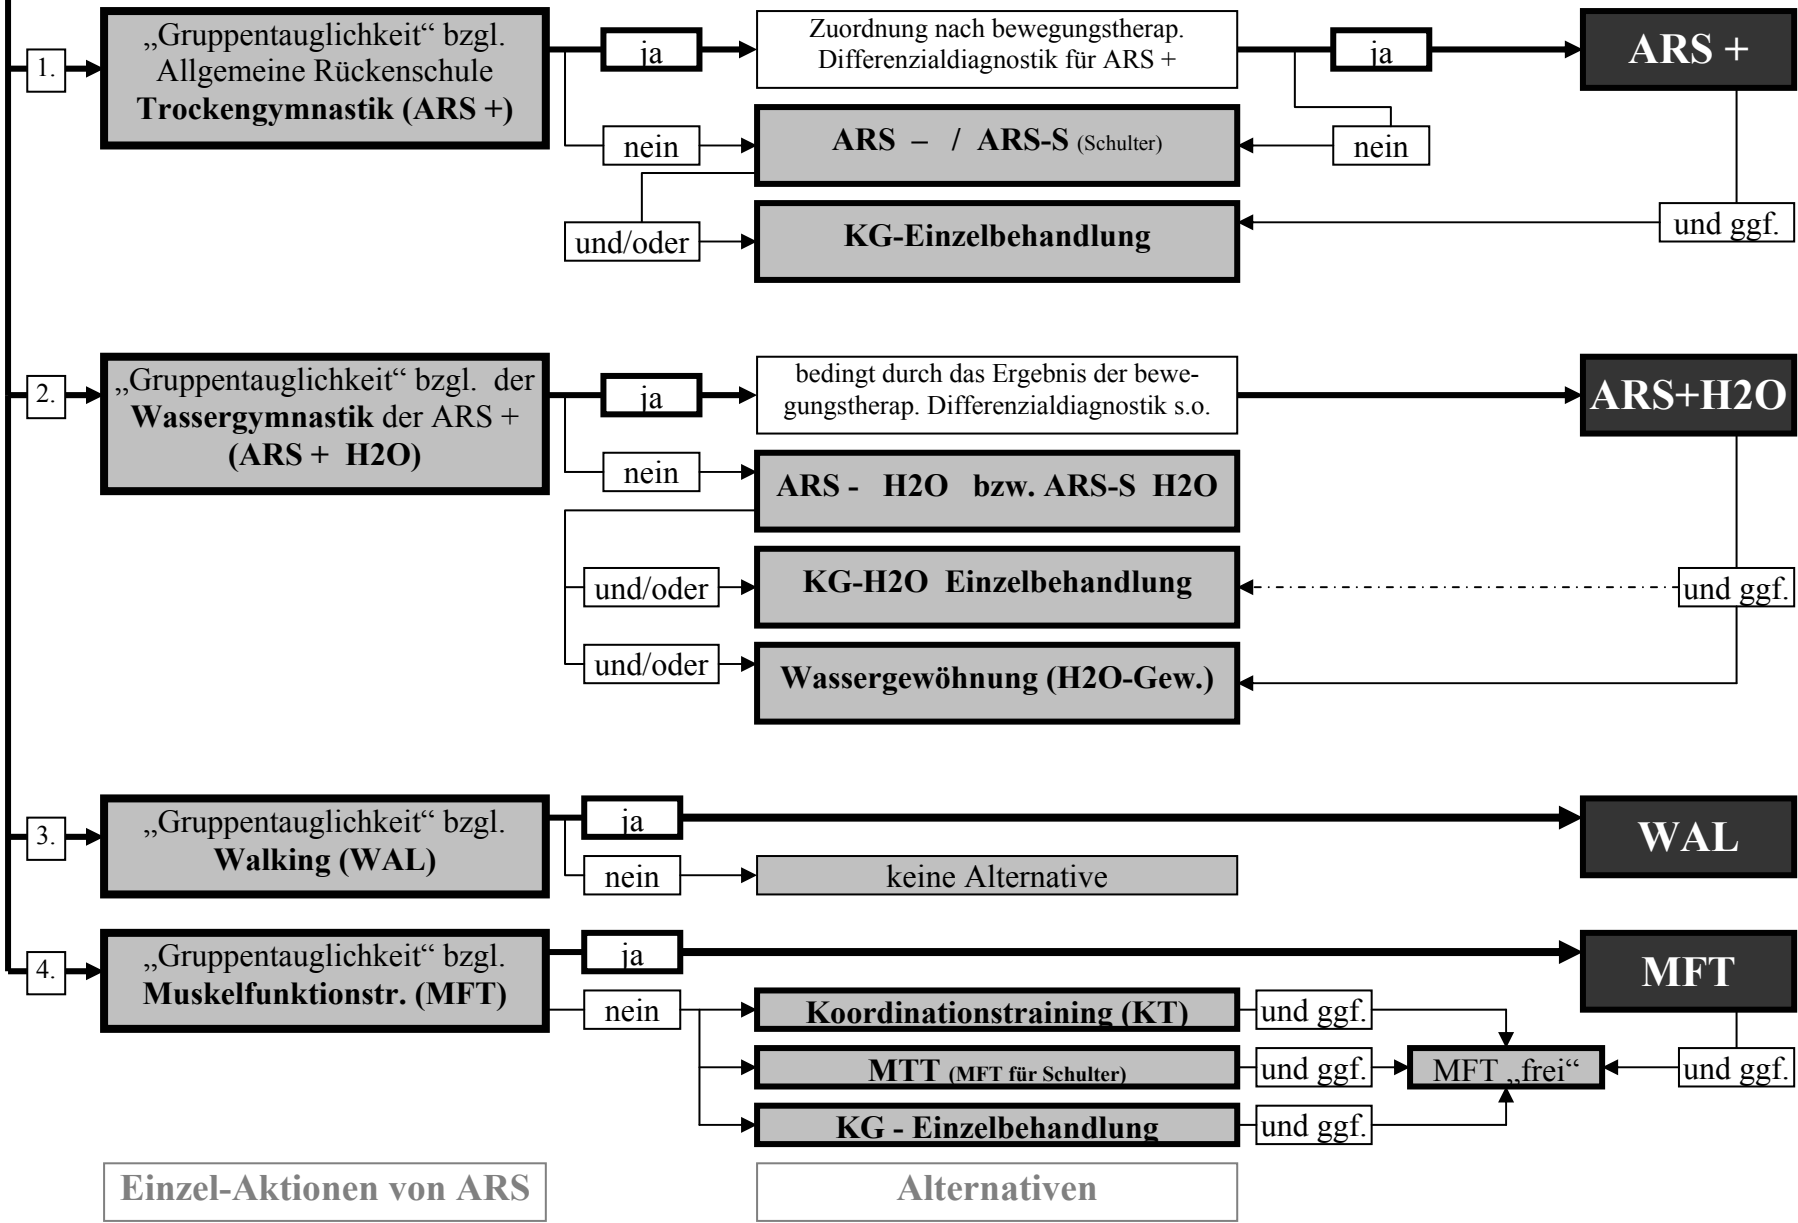 1.
„Gruppentauglichkeit“ bzgl.
Allgemeine Rückenschule
Trockengymnastik (ARS +)
ja
Zuordnung nach bewegungstherap.
Differenzialdiagnostik für ARS +
ja
ARS +
nein
ARS – / ARS-S (Schulter)
nein
und/oder
KG-Einzelbehandlung
und ggf.
2.
„Gruppentauglichkeit“ bzgl. der
Wassergymnastik der ARS +
(ARS + H2O)
ja
bedingt durch das Ergebnis der bewe-
gungstherap. Differenzialdiagnostik s.o.
ARS+H2O
nein
ARS - H2O bzw. ARS-S H2O
und/oder
KG-H2O Einzelbehandlung
und ggf.
und/oder
Wassergewöhnung (H2O-Gew.)
3.
„Gruppentauglichkeit“ bzgl.
Walking (WAL)
ja
WAL
nein
keine Alternative
4.
„Gruppentauglichkeit“ bzgl.
Muskelfunktionstr. (MFT)
ja
MFT
nein
Koordinationstraining (KT)
und ggf.
MTT (MFT für Schulter)
und ggf.
MFT „frei“
und ggf.
KG - Einzelbehandlung
und ggf.
Einzel-Aktionen von ARS
Alternativen